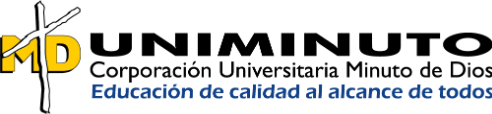 MD UNIMINUTO
Corporación Universitaria Minuto de Dios
Educación de calidad al alcance de todos